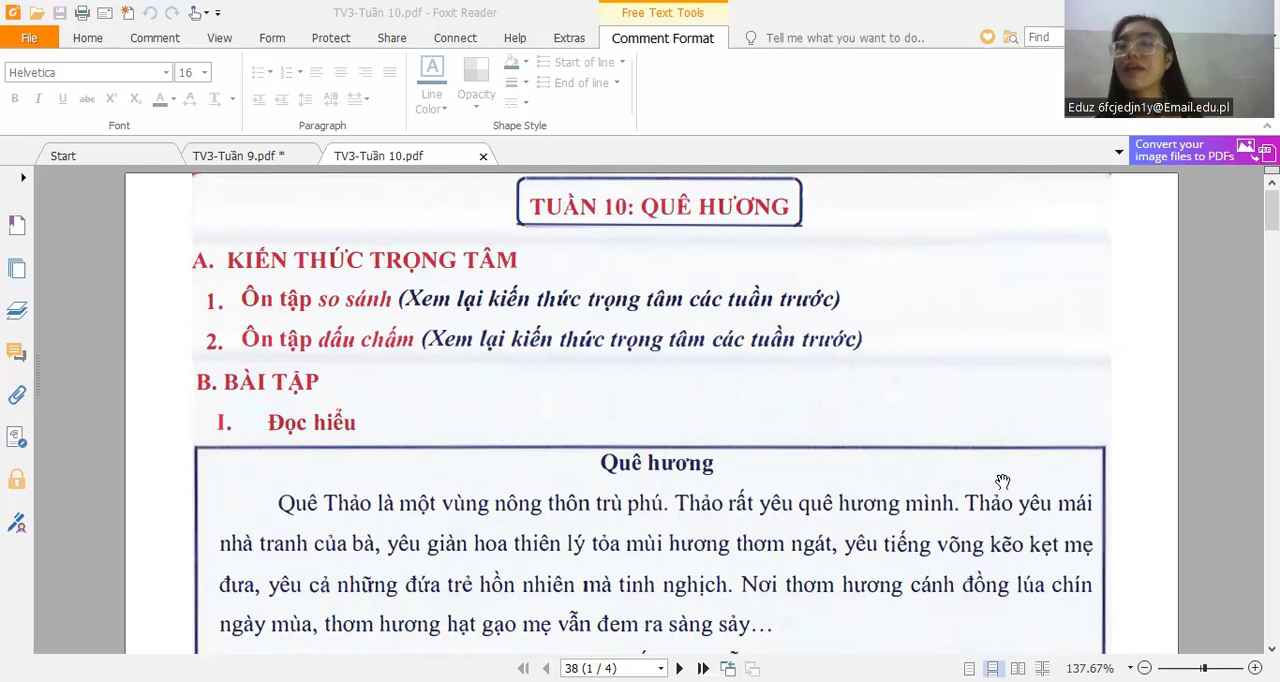 TV3-Tuần 10.pdf - Foxit Reader
Free Text Tools
File Home Comment View Form Protect Share Connect Help Extras Comment Format Tell me what you want to do.. Find
Helvetica 16
Start of line
End of line
B I U abc X² X₂ A A T
A
Line Color
Opacity
Font Paragraph Shape Style
Eduz 6fcjedjn1y@Email.edu.pl
Start TV3-Tuần 9.pdf * TV3-Tuần 10.pdf
Convert your
image files to PDFs
TUẦN 10: QUÊ HƯƠNG
A. KIẾN THỨC TRỌNG TÂM
1. Ôn tập so sánh (Xem lại kiến thức trọng tâm các tuần trước)
2. Ôn tập dấu chấm (Xem lại kiến thức trọng tâm các tuần trước)
B. BÀI TẬP
I. Đọc hiểu
Quê hương
Quê Thảo là một vùng nông thôn trù phú. Thảo rất yêu quê hương mình. Thảo yêu mái
nhà tranh của bà, yêu giàn hoa thiên lý tỏa mùi hương thơm ngát, yêu tiếng võng kẽo kẹt mẹ
đưa, yêu cả những đứa trẻ hồn nhiên mà tinh nghịch. Nơi thơm hương cánh đồng lúa chín
ngày mùa, thơm hương hạt gạo mẹ vẫn đem ra sàng sảy…
38 (1 / 4)
137.67%